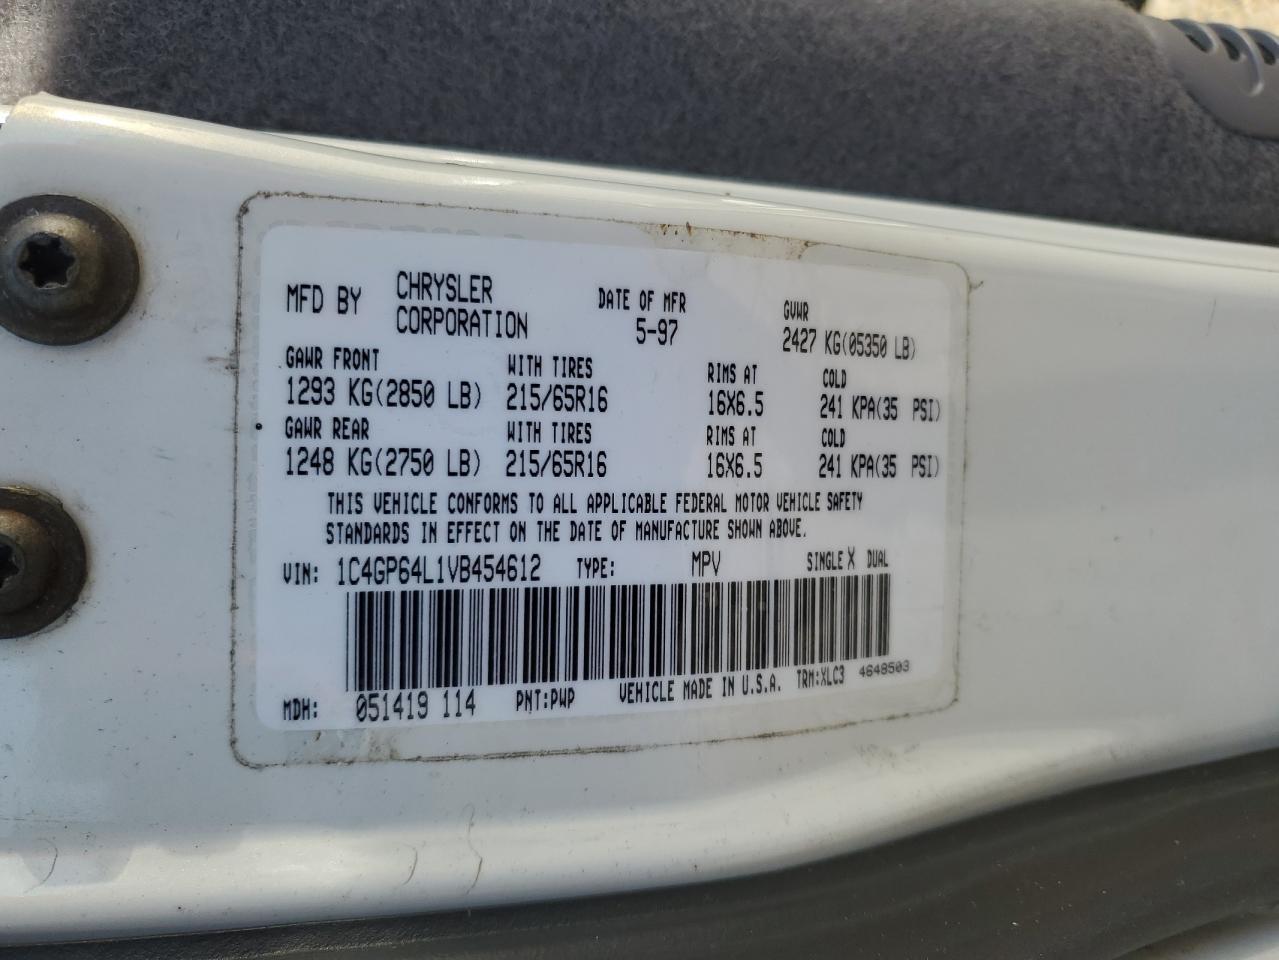 MFD BY CHRYSLER CORPORATION DATE OF MFR 5-97 GVWR 2427 KG(05350 LB)
GAWR FRONT WITH TIRES RIMS AT COLD
1293 KG(2850 LB) 215/65R16 16X6.5 241 KPA(35 PSI)
GAWR REAR WITH TIRES RIMS AT COLD
1248 KG(2750 LB) 215/65R16 16X6.5 241 KPA(35 PSI)
THIS VEHICLE CONFORMS TO ALL APPLICABLE FEDERAL MOTOR VEHICLE SAFETY
STANDARDS IN EFFECT ON THE DATE OF MANUFACTURE SHOWN ABOVE.
VIN: 1C4GP64L1VB454612 TYPE: MPV SINGLE X DUAL
MDH: 051419 114 PNT:PWP VEHICLE MADE IN U.S.A. TRM:XLC3 4648503